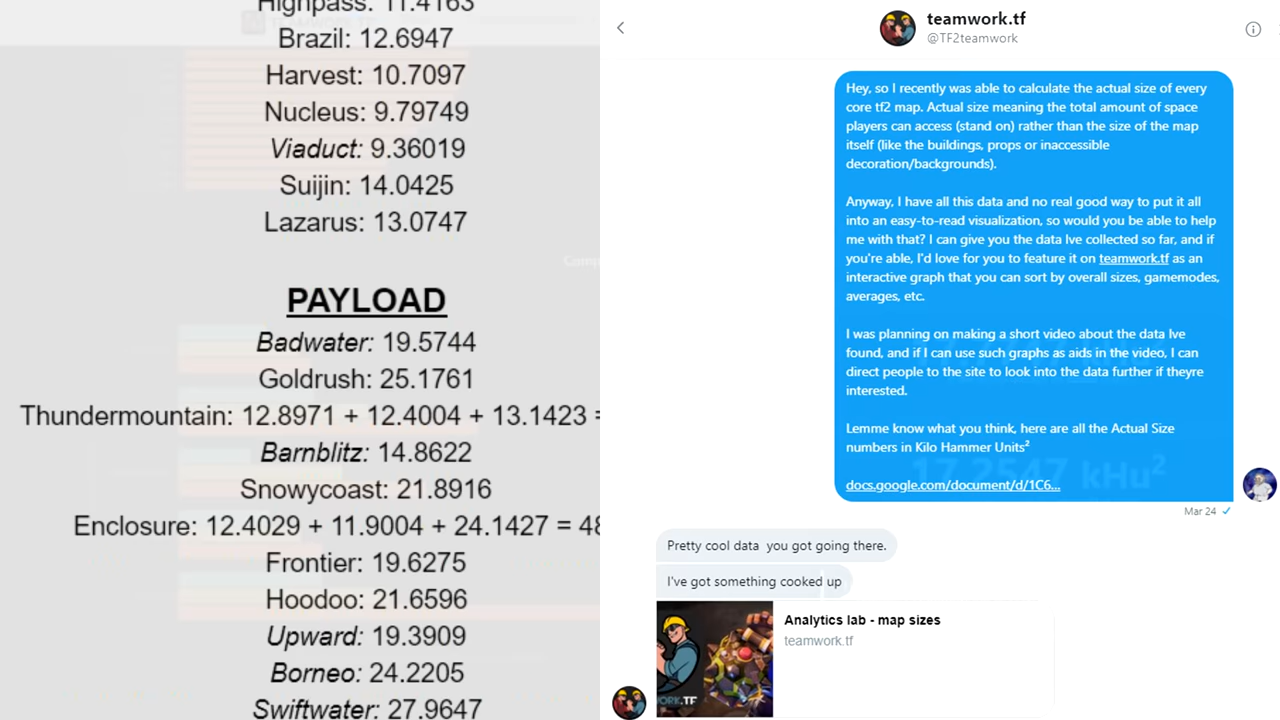 Highpass: 11.4163
Brazil: 12.6947
Harvest: 10.7097
Nucleus: 9.79749
Viaduct: 9.36019
Suijin: 14.0425
Lazarus: 13.0747
PAYLOAD
Badwater: 19.5744
Goldrush: 25.1761
Thundermountain: 12.8971 + 12.4004 + 13.1423 =
Barnblitz: 14.8622
Snowycoast: 21.8916
Enclosure: 12.4029 + 11.9004 + 24.1427 = 48
Frontier: 19.6275
Hoodoo: 21.6596
Upward: 19.3909
Borneo: 24.2205
Swiftwater: 27.9647
teamwork.tf
@TF2teamwork
Hey, so I recently was able to calculate the actual size of every
core tf2 map. Actual size meaning the total amount of space
players can access (stand on) rather than the size of the map
itself (like the buildings, props or inaccessible
decoration/backgrounds).
Anyway, I have all this data and no real good way to put it all
into an easy-to-read visualization, so would you be able to help
me with that? I can give you the data Ive collected so far, and if
you're able, I'd love for you to feature it on teamwork.tf as an
interactive graph that you can sort by overall sizes, gamemodes,
averages, etc.
I was planning on making a short video about the data Ive
found, and if I can use such graphs as aids in the video, I can
direct people to the site to look into the data further if theyre
interested.
Lemme know what you think, here are all the Actual Size
numbers in Kilo Hammer Units²
17.2547 kHu²
docs.google.com/document/d/1C6...
Mar 24
Pretty cool data you got going there.
I've got something cooked up
Analytics lab - map sizes
teamwork.tf
ORK.TF